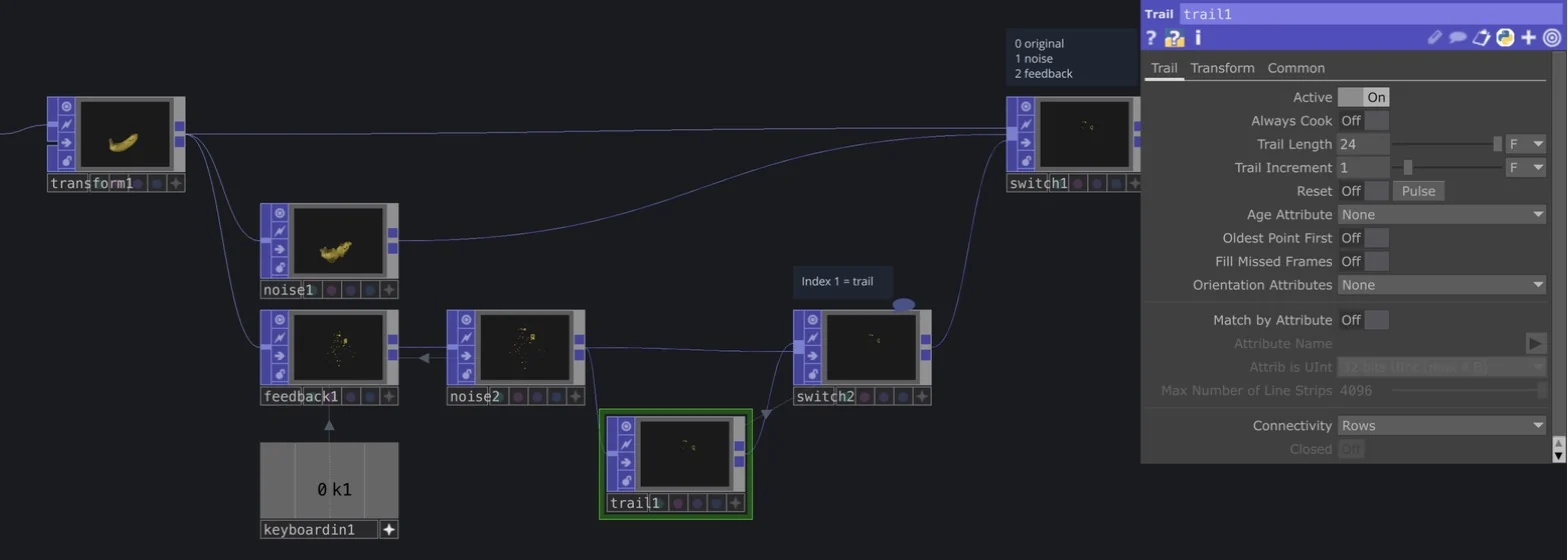 0 original
1 noise
2 feedback
transform1
switch1
noise1
Index 1 = trail
feedback1
noise2
switch2
0 k1
keyboardin1
trail1
Trail trail1
? ? i
Trail Transform Common
Active On
Always Cook Off
Trail Length 24 F
Trail Increment 1 F
Reset Off Pulse
Age Attribute None
Oldest Point First Off
Fill Missed Frames Off
Orientation Attributes None
Match by Attribute Off
Attribute Name
Attrib is UInt
Max Number of Line Strips 4096
Connectivity Rows
Closed Off